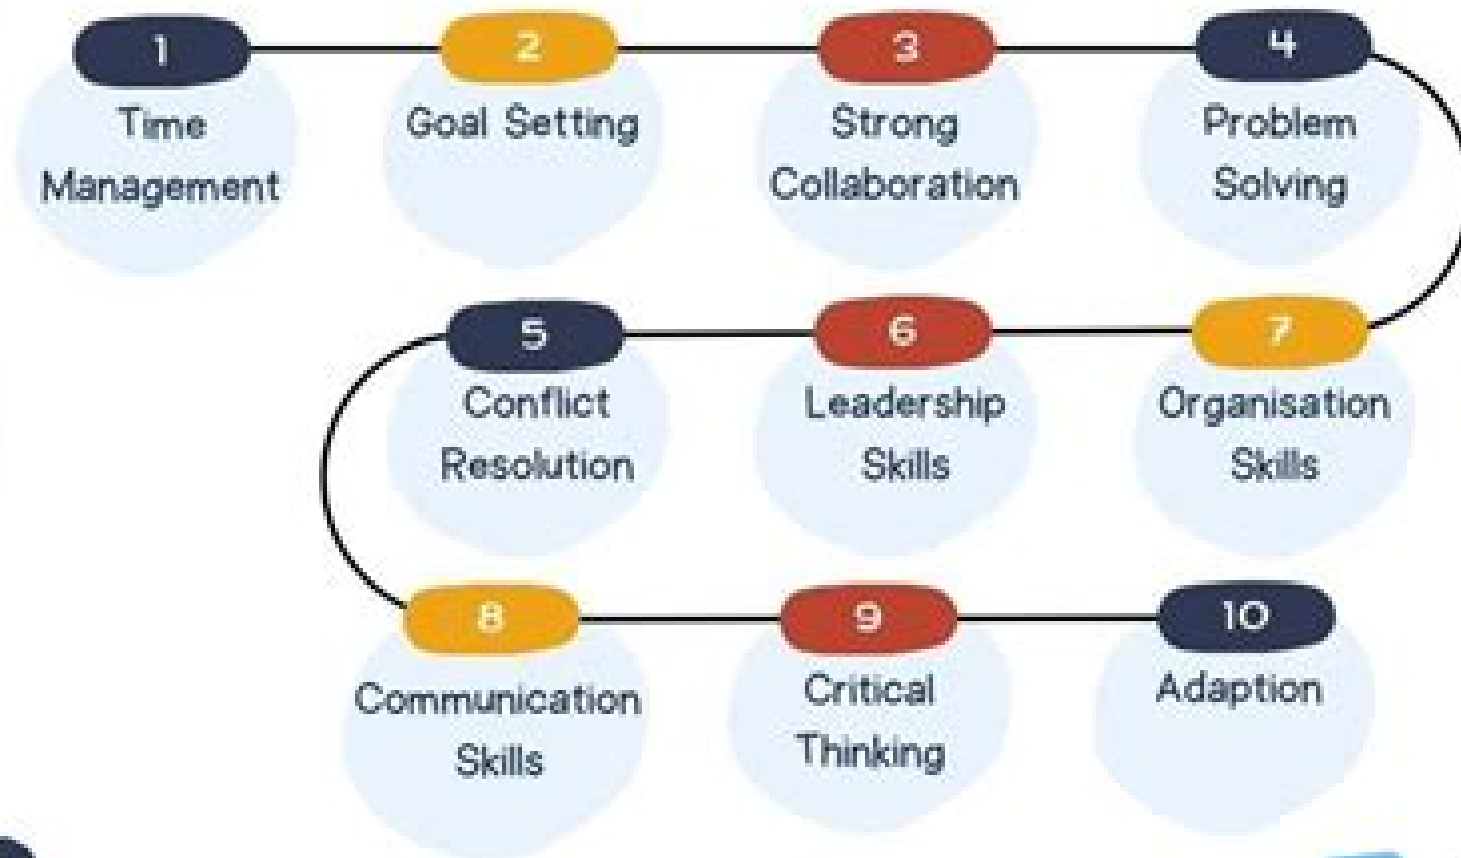 1
Time
Management
2
Goal Setting
3
Strong
Collaboration
4
Problem
Solving
5
Conflict
Resolution
6
Leadership
Skills
7
Organisation
Skills
8
Communication
Skills
9
Critical
Thinking
10
Adaption